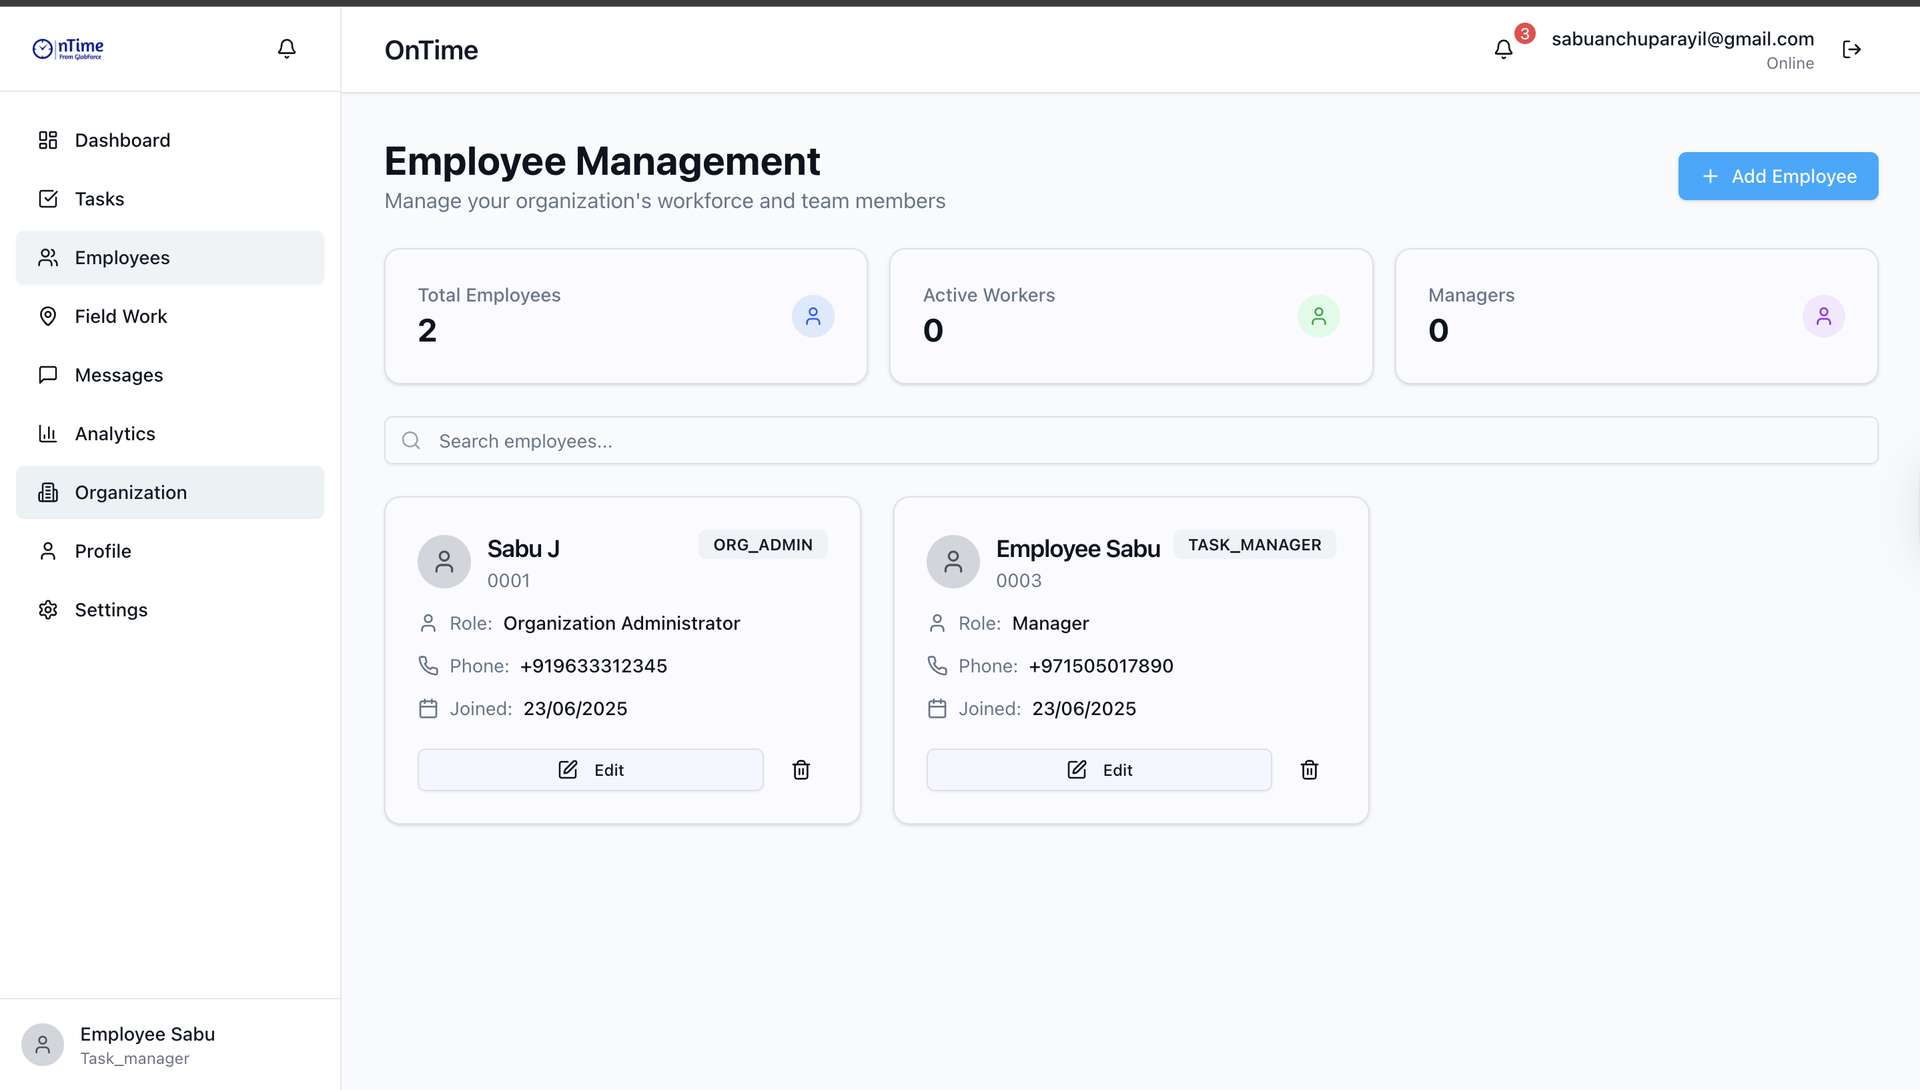 nTime
From GlobForce
OnTime
3
sabuanchuparayil@gmail.com
Online
Dashboard
Tasks
Employees
Field Work
Messages
Analytics
Organization
Profile
Settings
Employee Management
Manage your organization's workforce and team members
+ Add Employee
Total Employees
2
Active Workers
0
Managers
0
Search employees...
Sabu J
ORG_ADMIN
0001
Role: Organization Administrator
Phone: +919633312345
Joined: 23/06/2025
Edit
Employee Sabu
TASK_MANAGER
0003
Role: Manager
Phone: +971505017890
Joined: 23/06/2025
Edit
Employee Sabu
Task_manager